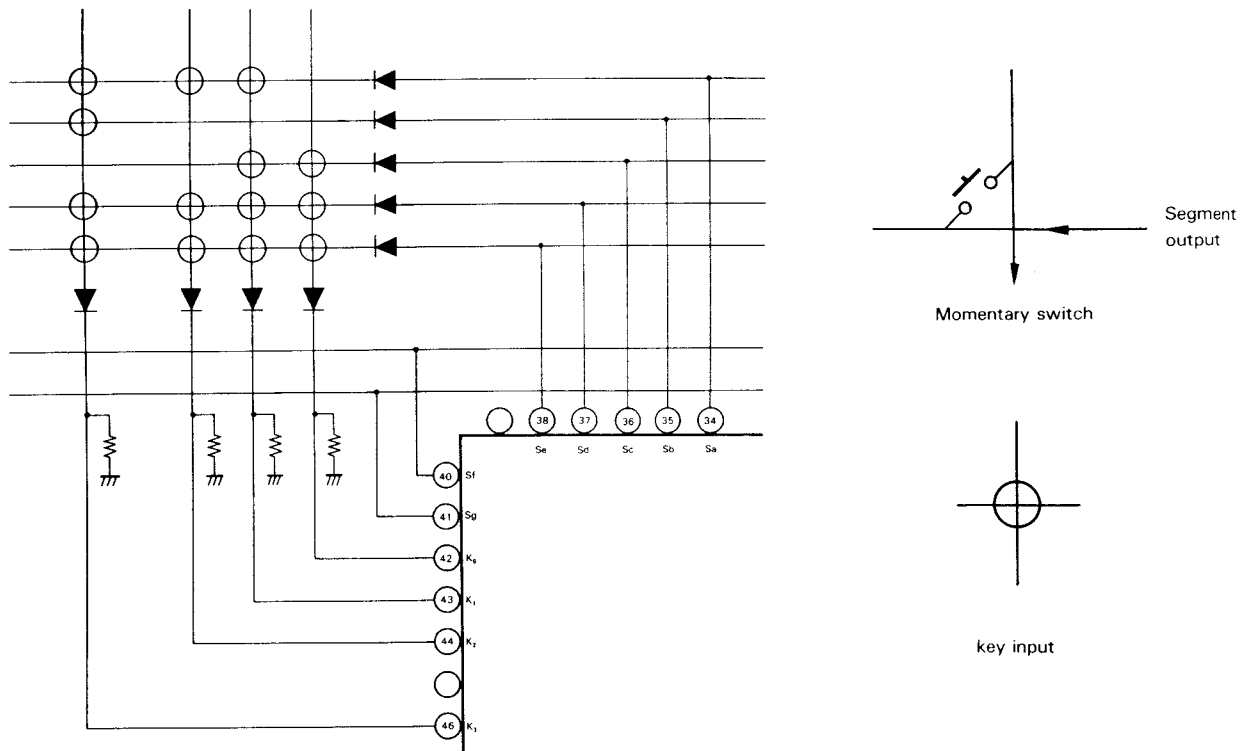 38
37
36
35
34
Se
Sd
Sc
Sb
Sa
40 Sf
41 Sg
42 K₀
43 K₁
44 K₂
46 K₃
Segment
output
Momentary switch
key input